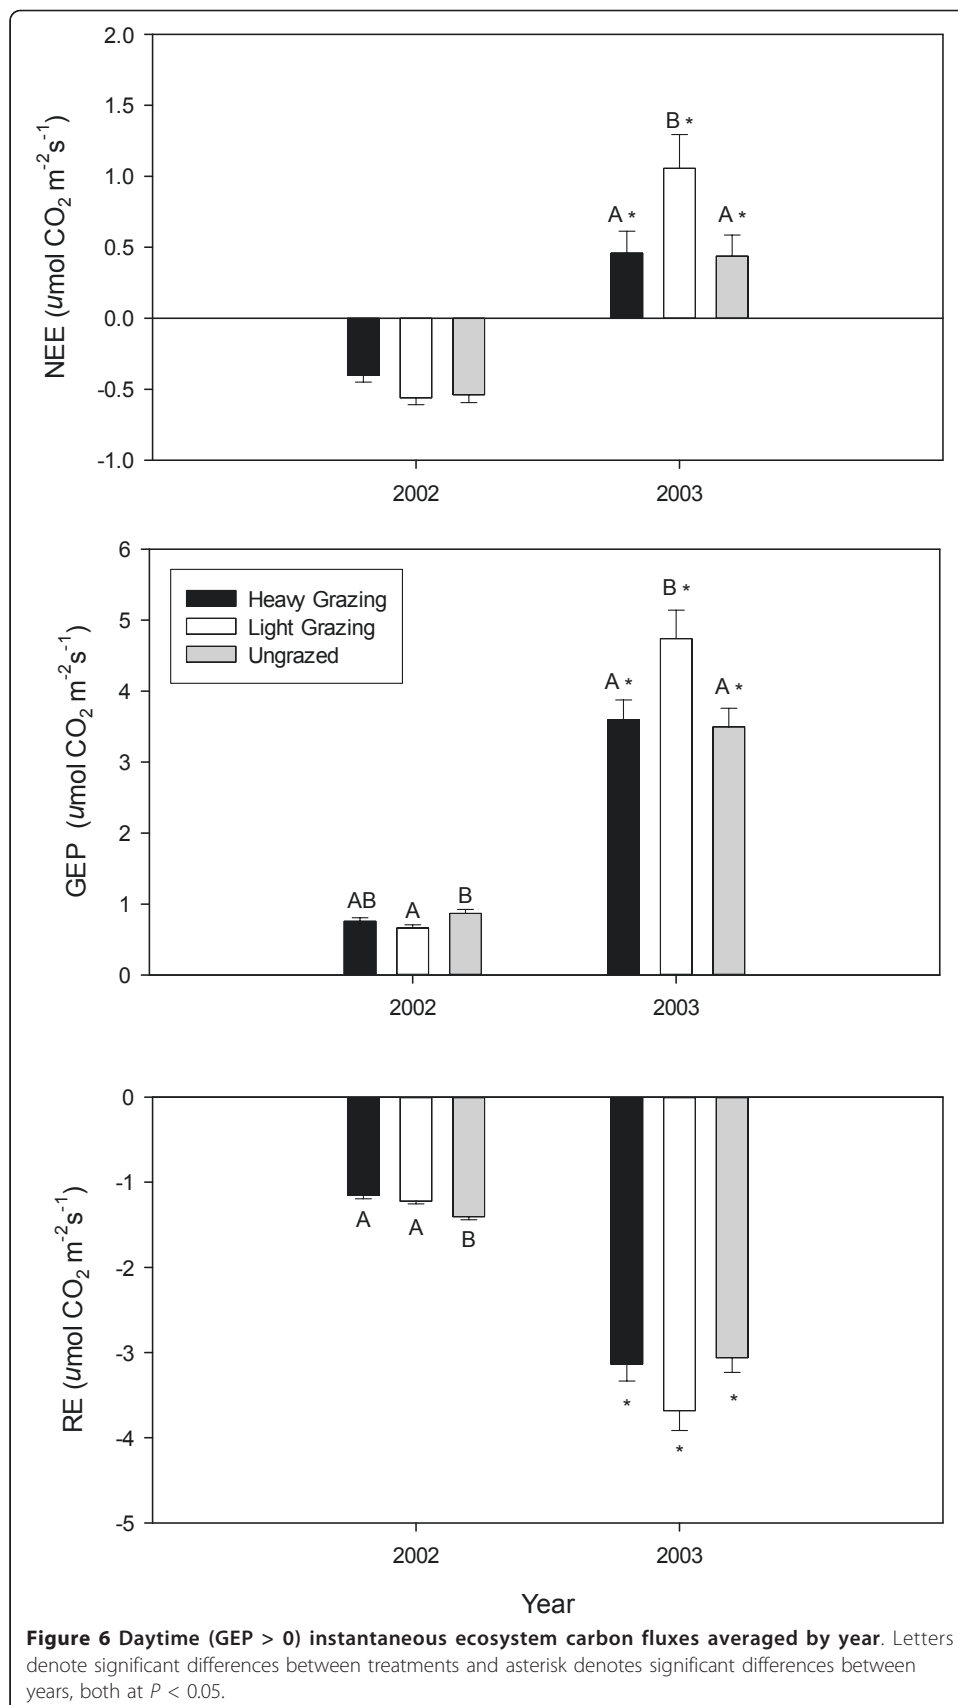 2.0
1.5
B *
1.0
A * A *
0.5
0.0
-0.5
-1.0
NEE (umol CO₂ m⁻²s⁻¹)
2002 2003
6
Heavy Grazing
Light Grazing
Ungrazed
B *
5
A * A *
4
3
2
AB A B
1
0
GEP (umol CO₂ m⁻²s⁻¹)
2002 2003
0
-1
A A B
-2
-3
* * *
-4
-5
RE (umol CO₂ m⁻²s⁻¹)
2002 2003
Year
Figure 6 Daytime (GEP > 0) instantaneous ecosystem carbon fluxes averaged by year. Letters
denote significant differences between treatments and asterisk denotes significant differences between
years, both at P < 0.05.